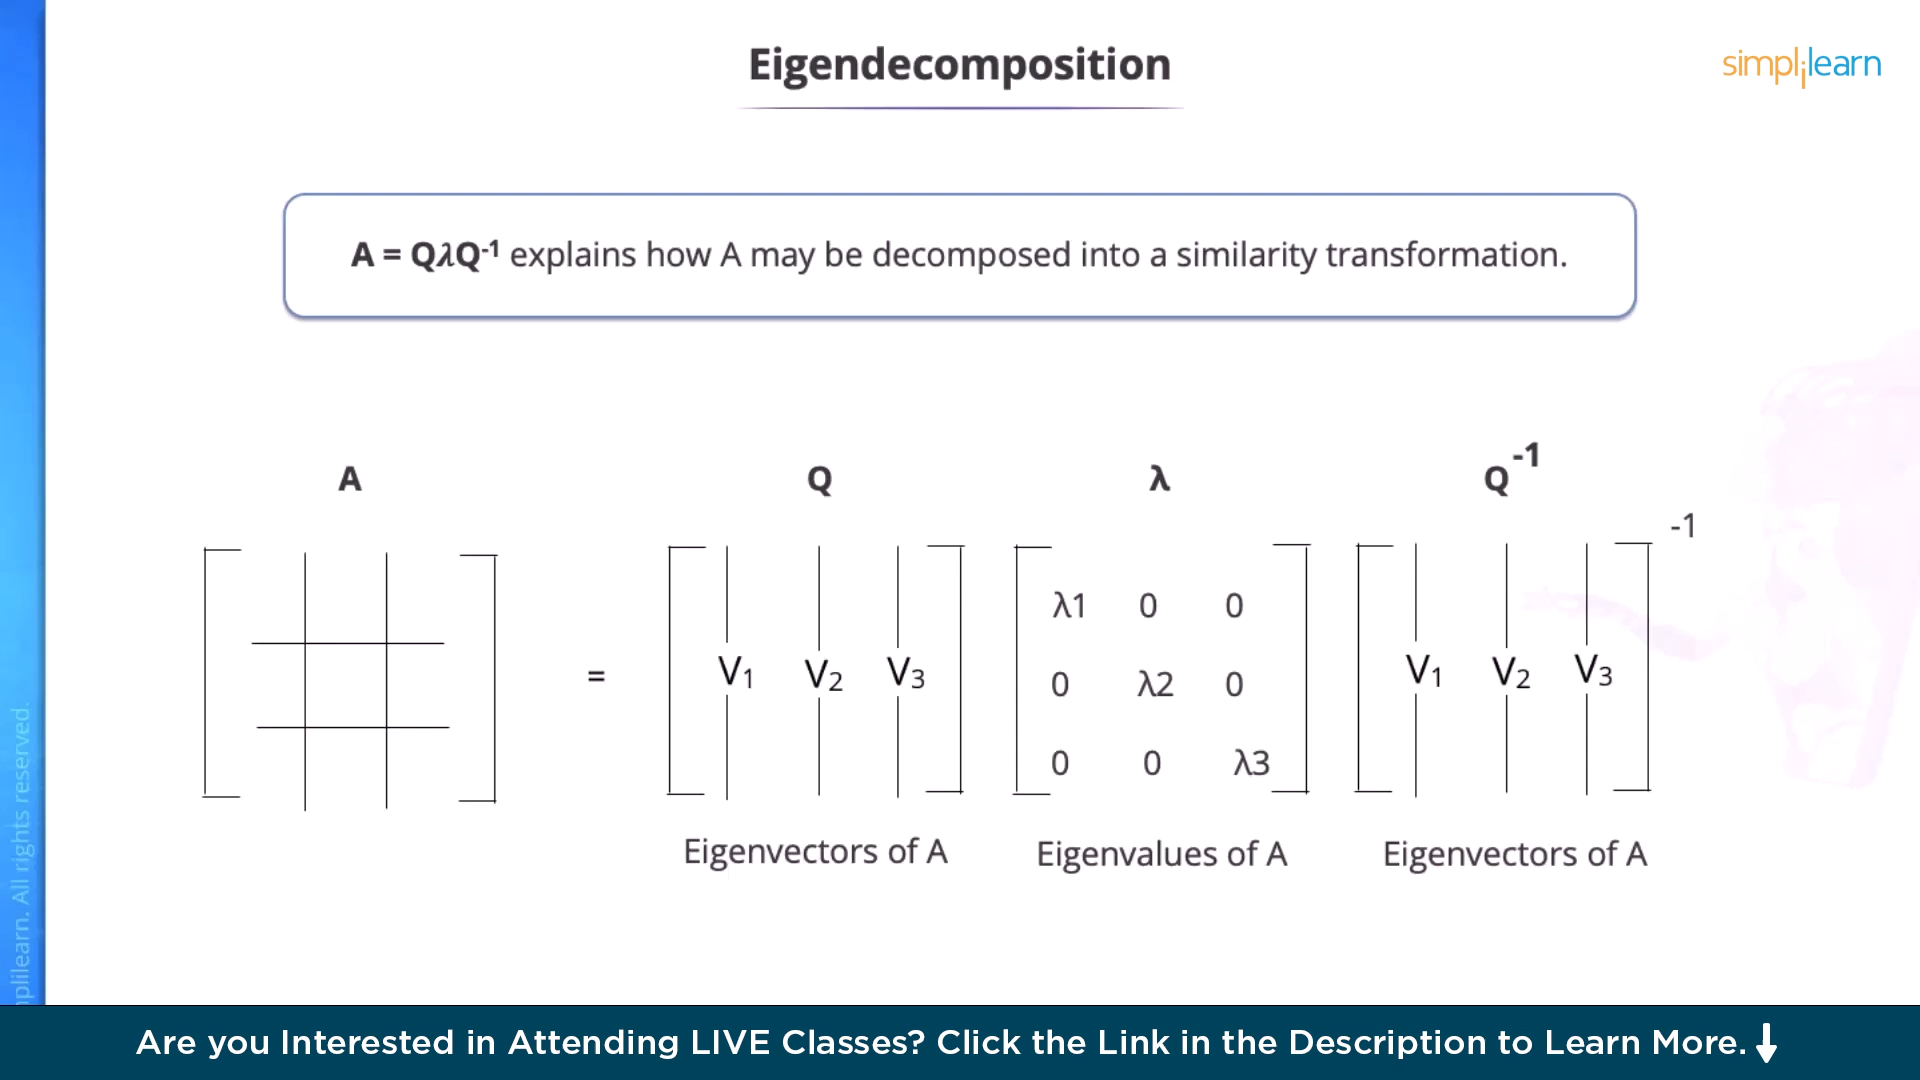 Eigendecomposition
simplilearn
A = QλQ-1 explains how A may be decomposed into a similarity transformation.
A Q λ Q-1
-1
=
V1 V2 V3
λ1 0 0
0 λ2 0
0 0 λ3
V1 V2 V3
Eigenvectors of A Eigenvalues of A Eigenvectors of A
plilearn. All rights reserved.
Are you Interested in Attending LIVE Classes? Click the Link in the Description to Learn More.